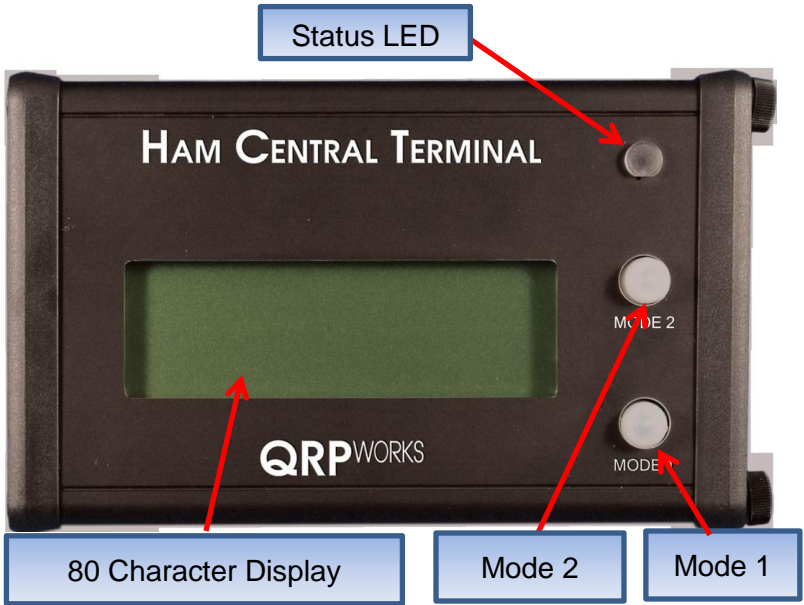 Status LED
HAM CENTRAL TERMINAL
MODE 2
QRPWORKS
MODE
80 Character Display
Mode 2
Mode 1